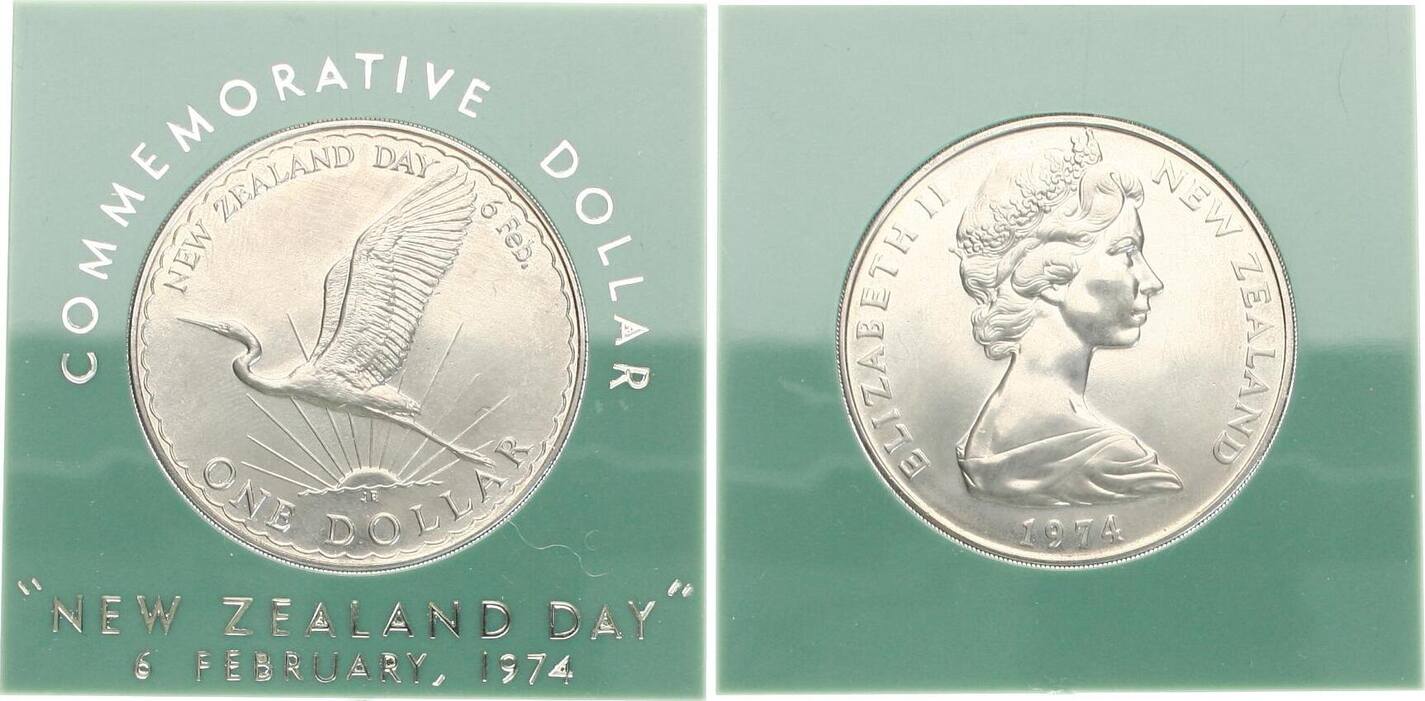 COMMEMORATIVE DOLLAR
NEW ZEALAND DAY 6 Feb.
JB
ONE DOLLAR
"NEW ZEALAND DAY"
6 FEBRUARY, 1974
ELIZABETH II NEW ZEALAND
1974